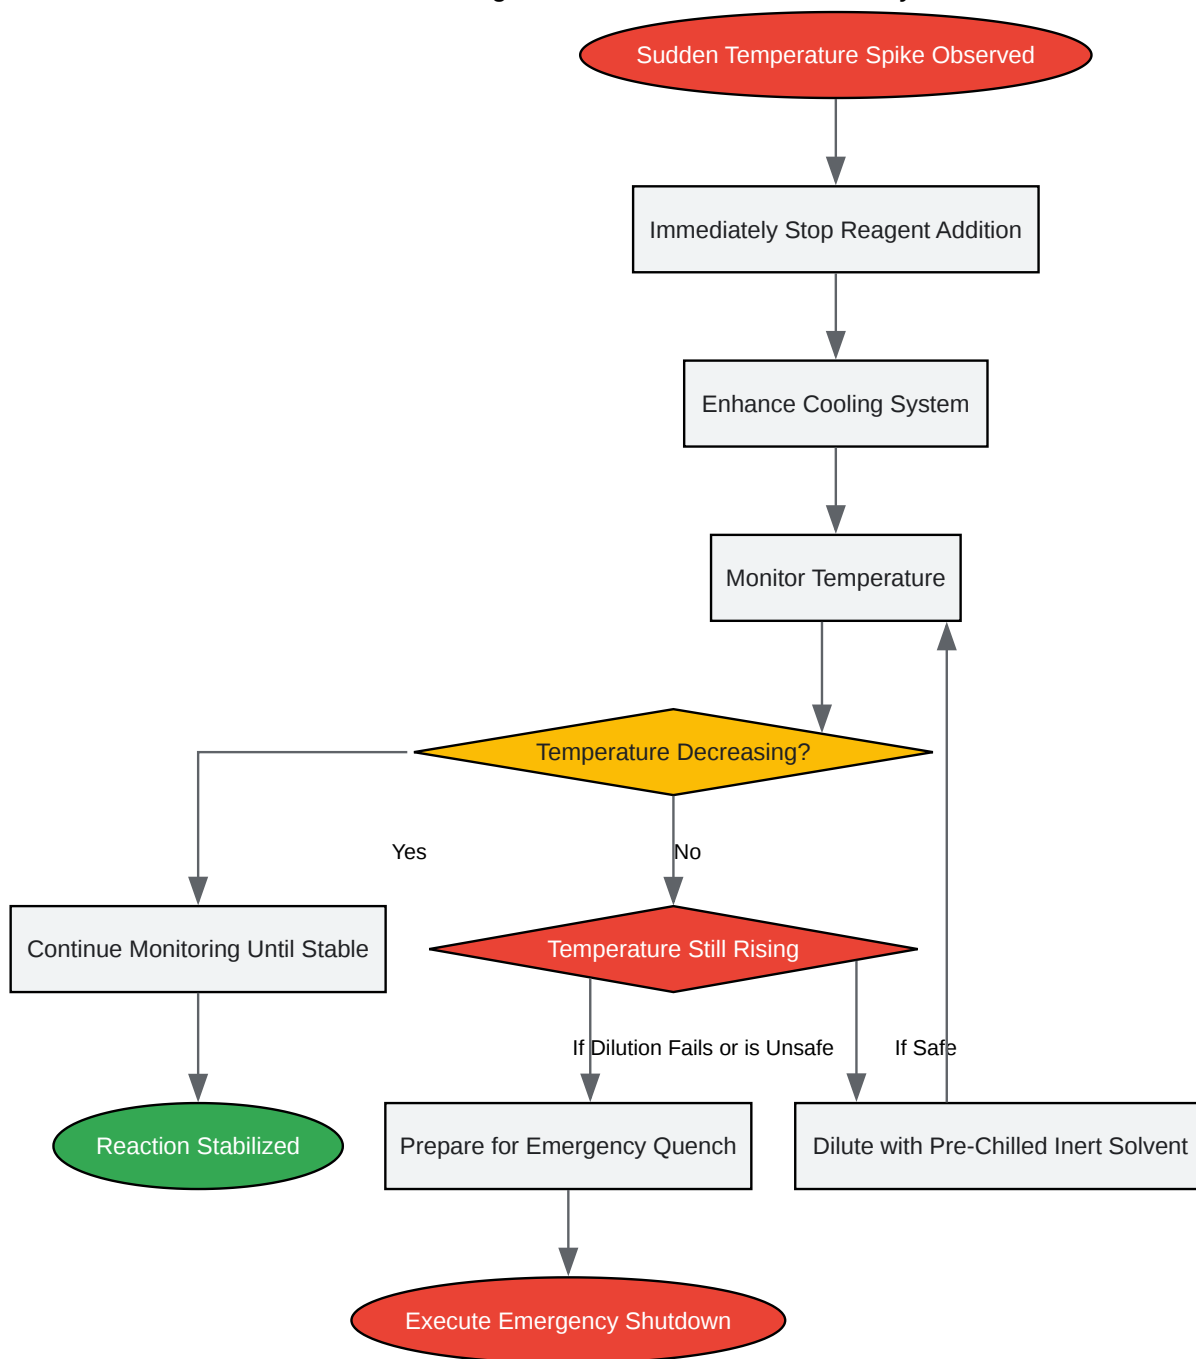 Sudden Temperature Spike Observed
Immediately Stop Reagent Addition
Enhance Cooling System
Monitor Temperature
Temperature Decreasing?
Yes
No
Continue Monitoring Until Stable
Temperature Still Rising
If Dilution Fails or is Unsafe
If Safe
Reaction Stabilized
Prepare for Emergency Quench
Dilute with Pre-Chilled Inert Solvent
Execute Emergency Shutdown